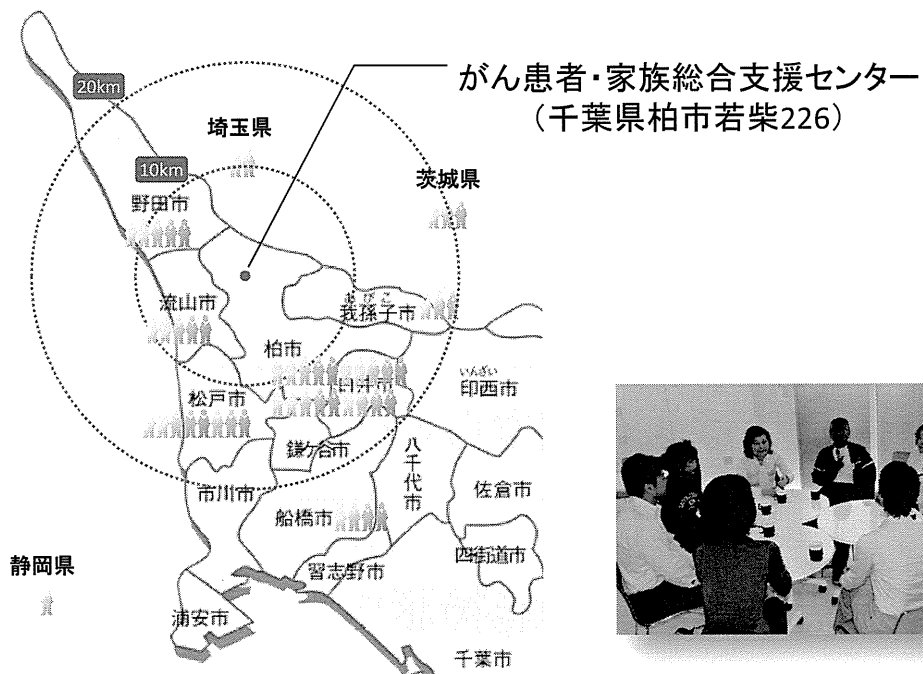 がん患者・家族総合支援センター
（千葉県柏市若柴226）
20km
埼玉県
10km
茨城県
野田市
あびこ
我孫子市
流山市
柏市
白井市
いんざい
印西市
松戸市
鎌ケ谷市
八千代市
市川市
佐倉市
船橋市
静岡県
習志野市
四街道市
浦安市
千葉市